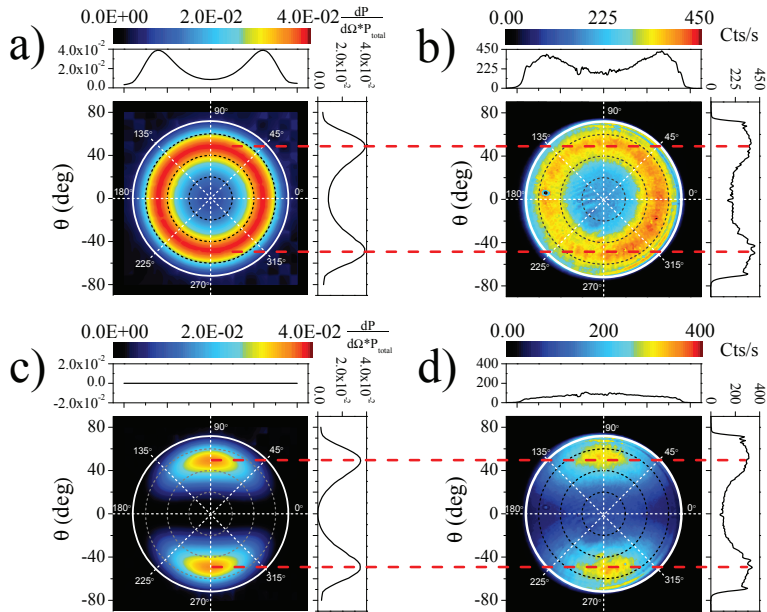 a)
0.0E+00 2.0E-02 4.0E-02 dP
dΩ*P_total
4.0x10⁻²
2.0x10⁻²
0.0
0.0
2.0x10⁻²
4.0x10⁻²
θ (deg)
80
40
0
-40
-80
90°
135° 45°
180° 0°
225° 315°
270°
b)
0.00 225 450 Cts/s
450
225
0
0
225
450
80
40
0
-40
-80
90°
135° 45°
180° 0°
225° 315°
270°
c)
0.0E+00 2.0E-02 4.0E-02 dP
dΩ*P_total
2.0x10⁻²
0.0
-2.0x10⁻²
0.0
2.0x10⁻²
4.0x10⁻²
θ (deg)
80
40
0
-40
-80
90°
135° 45°
180° 0°
225° 315°
270°
d)
0.00 200 400 Cts/s
400
200
0
0
200
400
80
40
0
-40
-80
90°
135° 45°
180° 0°
225° 315°
270°